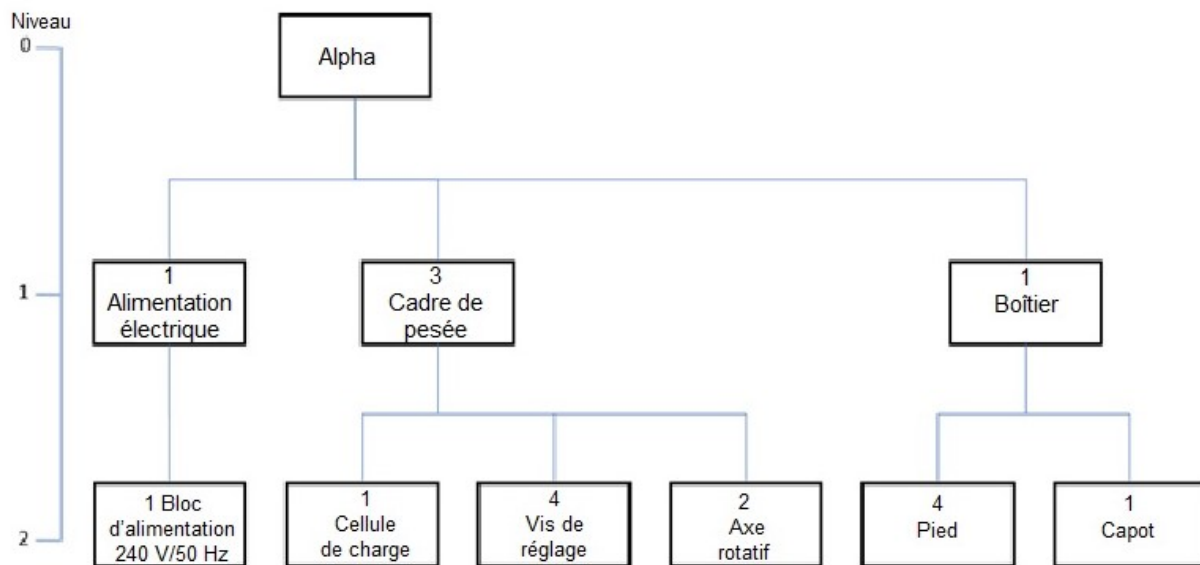 Niveau
0
Alpha
1
1
Alimentation
électrique
3
Cadre de
pesée
1
Boîtier
2
1 Bloc
d'alimentation
240 V/50 Hz
1
Cellule
de charge
4
Vis de
réglage
2
Axe
rotatif
4
Pied
1
Capot